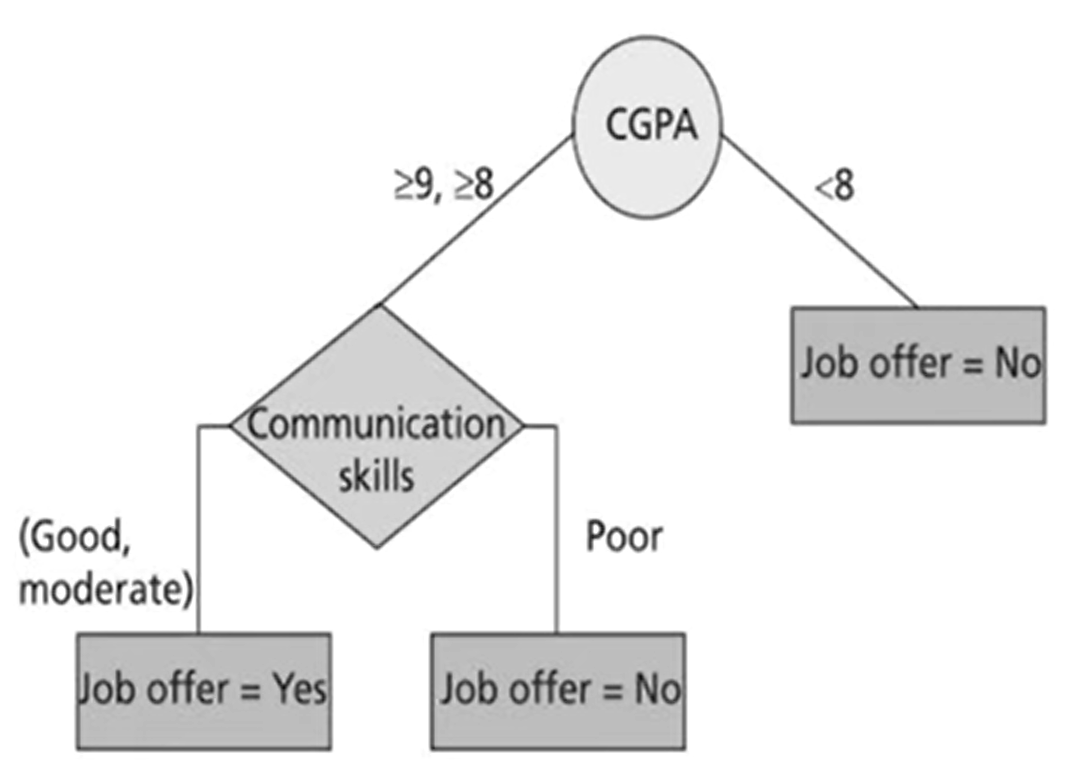 CGPA
≥9, ≥8
<8
Job offer = No
Communication
skills
(Good,
moderate)
Poor
Job offer = Yes
Job offer = No